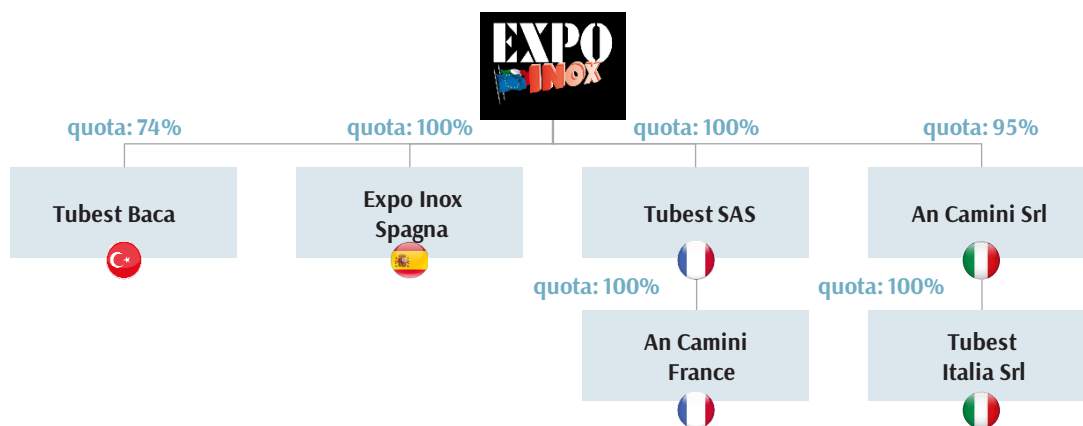 EXPO
INOX
quota: 74%
quota: 100%
quota: 100%
quota: 95%
Tubest Baca
Expo Inox
Spagna
Tubest SAS
An Camini Srl
quota: 100%
quota: 100%
An Camini
France
Tubest
Italia Srl